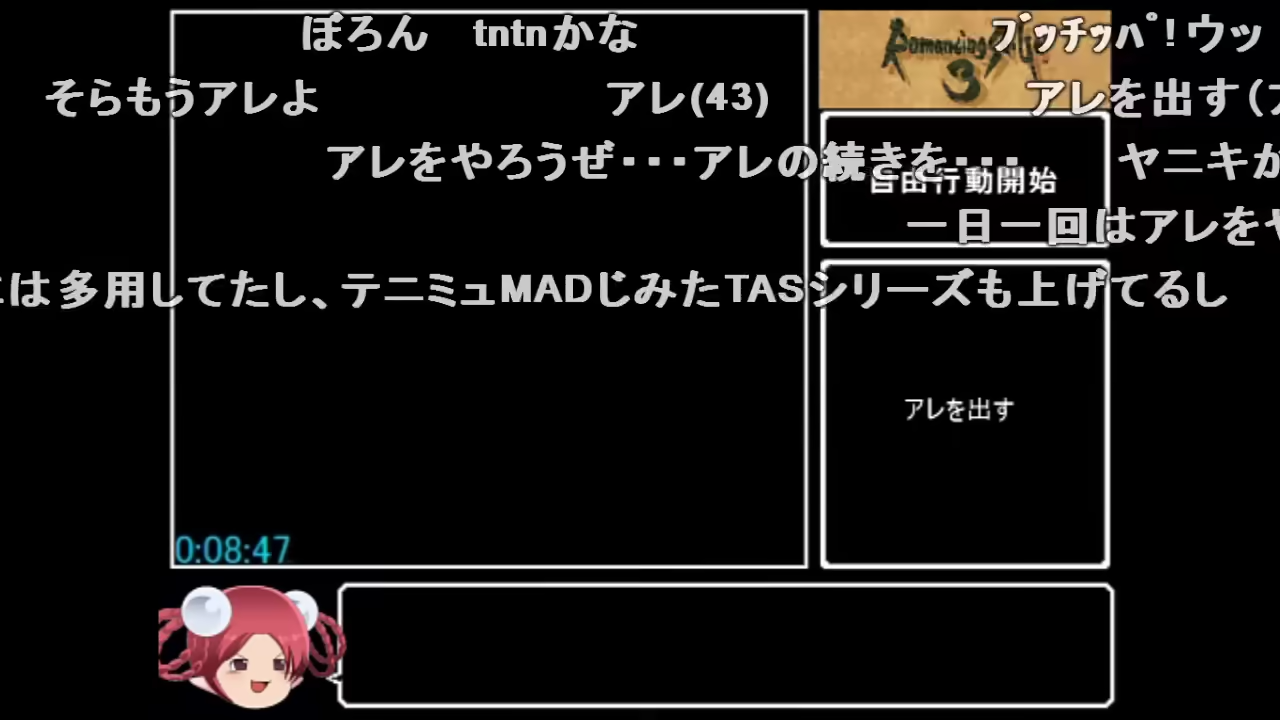 ぽろん tntnかな
Romancing Sa・Ga 3
ﾌﾞｯﾁｯﾊﾟ!ウッ
そらもうアレよ
アレ(43)
アレを出す(
アレをやろうぜ・・・アレの続きを・・・
ヤニキ
自由行動開始
一日一回はアレを
は多用してたし、テニミュMADじみたTASシリーズも上げてるし
アレを出す
0:08:47